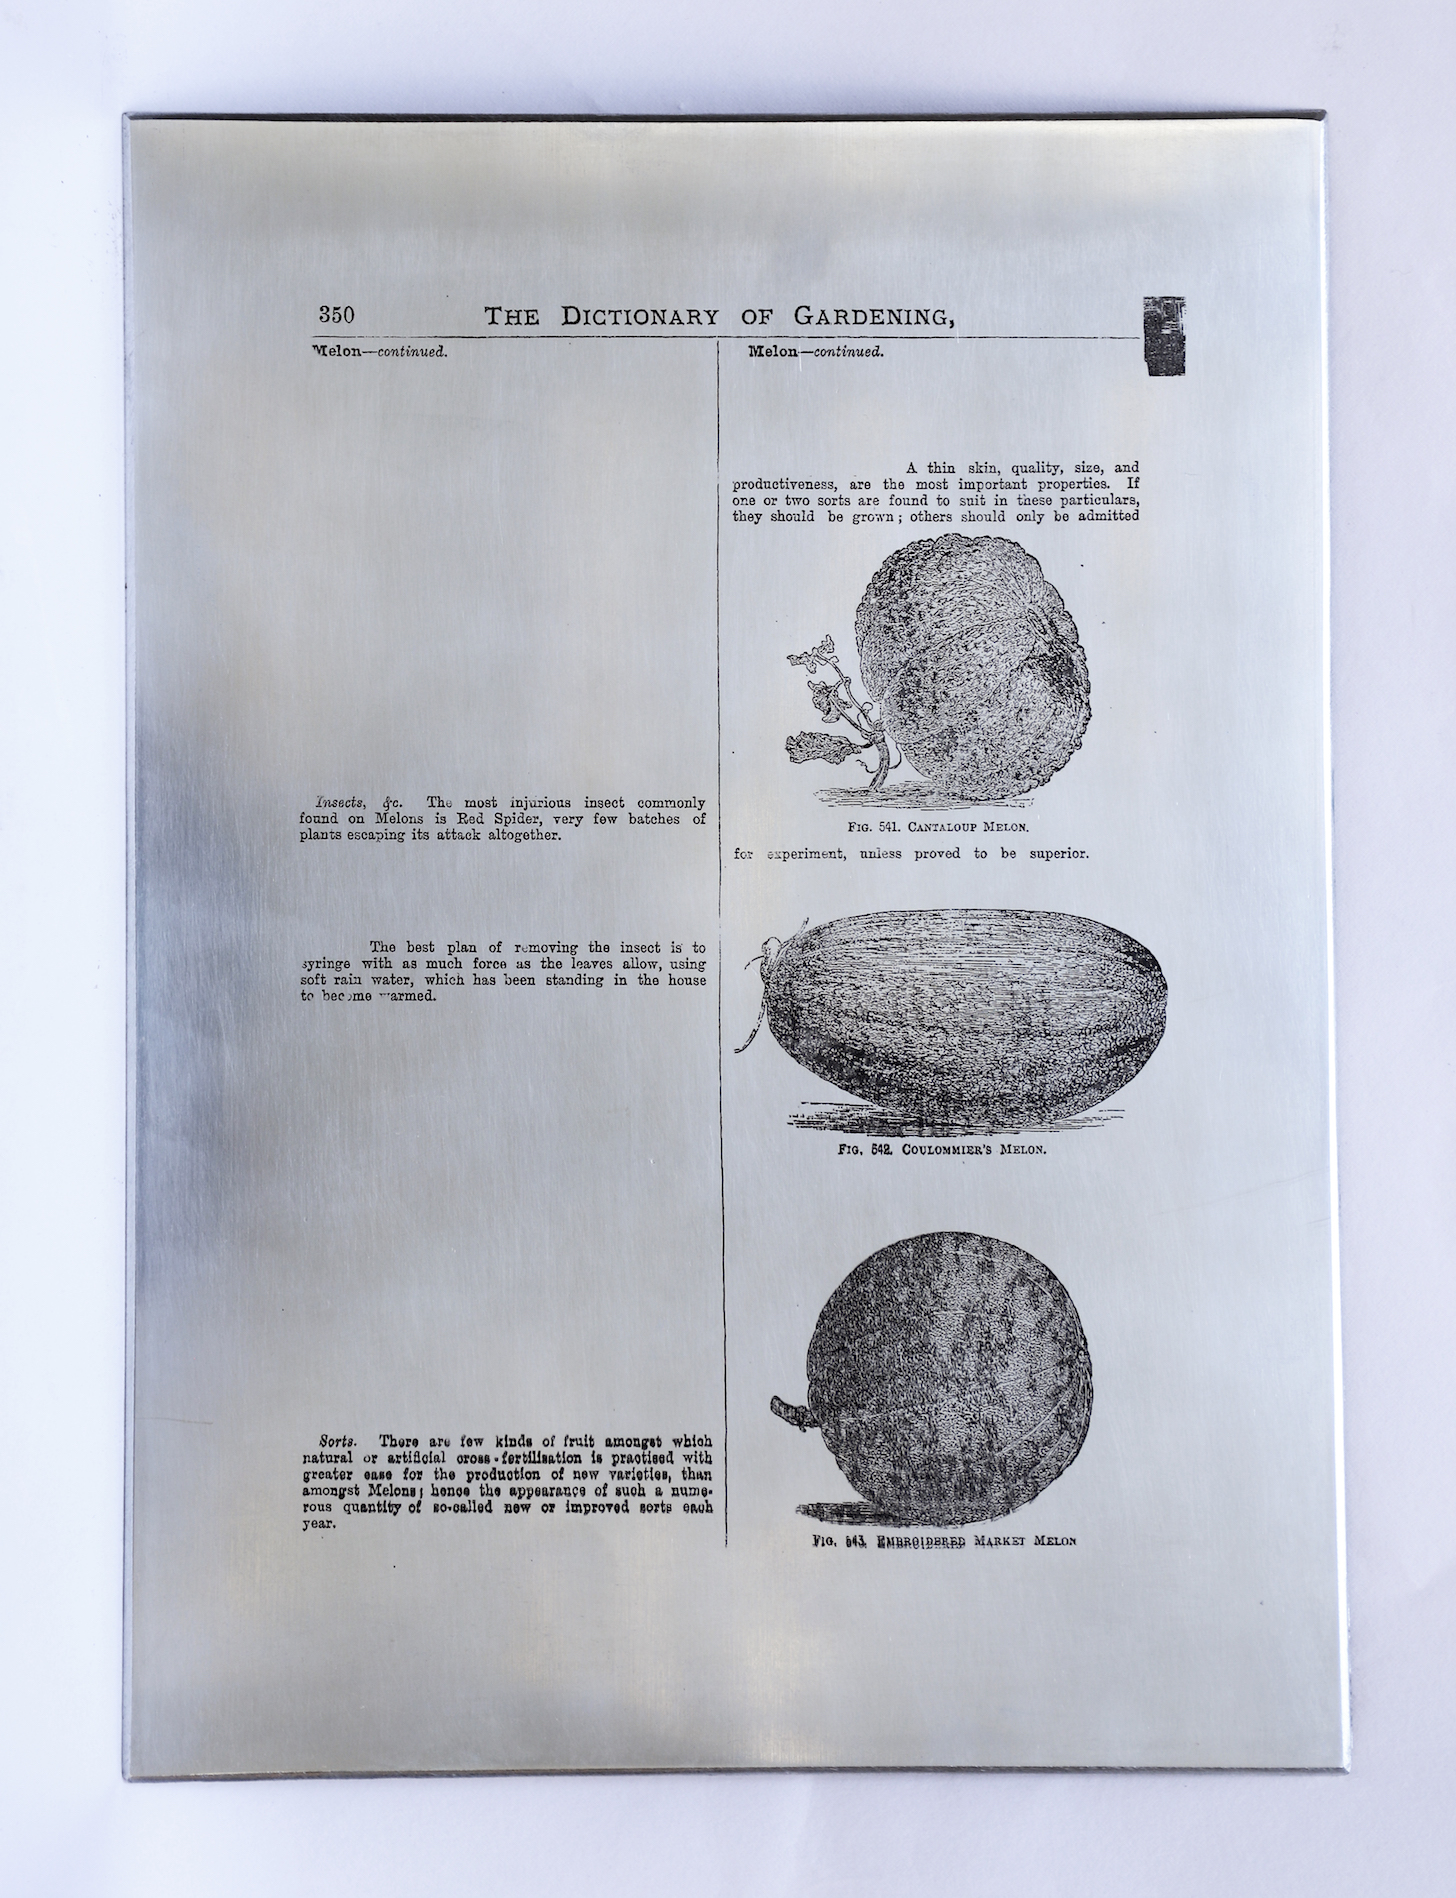 350
THE DICTIONARY OF GARDENING,
Melon—continued.
Insects, &c. The most injurious insect commonly
found on Melons is Red Spider, very few batches of
plants escaping its attack altogether.
The best plan of removing the insect is to
syringe with as much force as the leaves allow, using
soft rain water, which has been standing in the house
to become warmed.
Sorts. There are few kinds of fruit amongst which
natural or artificial cross-fertilisation is practised with
greater ease for the production of new varieties, than
amongst Melons; hence the appearance of such a nume-
rous quantity of so-called new or improved sorts each
year.
Melon—continued.
A thin skin, quality, size, and
productiveness, are the most important properties. If
one or two sorts are found to suit in these particulars,
they should be grown; others should only be admitted
FIG. 541. CANTALOUP MELON.
for experiment, unless proved to be superior.
FIG. 542. COULOMMIER'S MELON.
FIG. 543. EMBROIDERED MARKET MELON